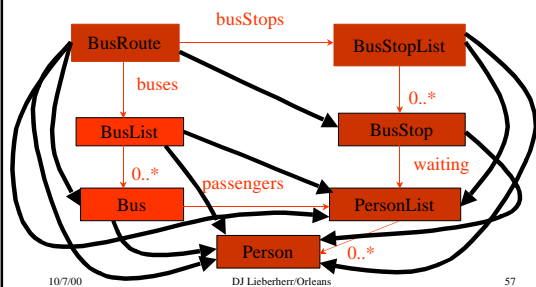 busStops
BusRoute
BusStopList
buses
0..*
BusList
BusStop
0..*
passengers
waiting
Bus
PersonList
Person
0..*
10/7/00
DJ Lieberherr/Orleans
57